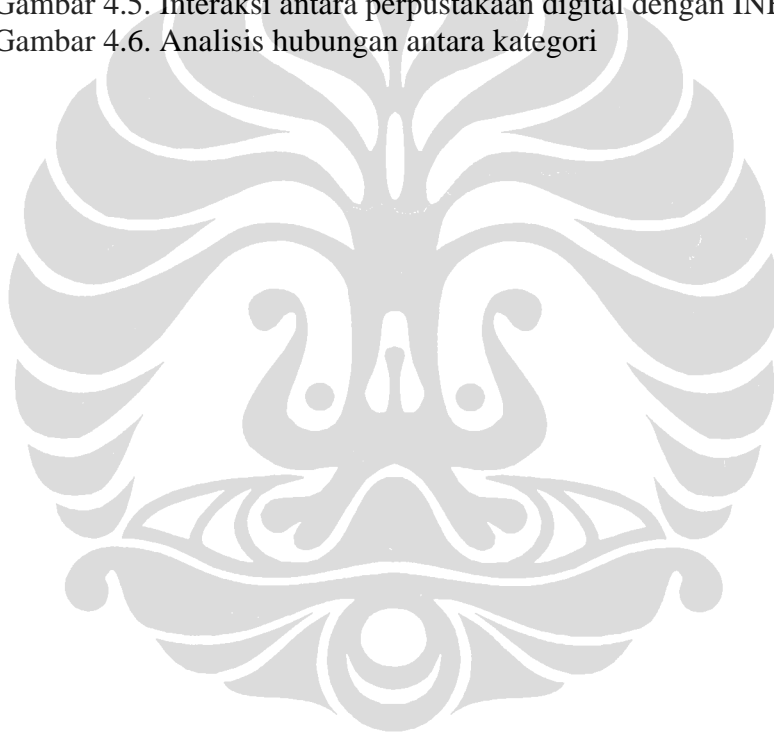 Gambar 4.5. Interaksi antara perpustakaan digital dengan
Gambar 4.6. Analisis hubungan antara kategori